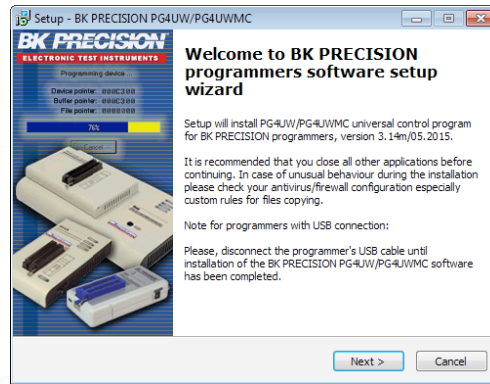 Setup - BK PRECISION PG4UW/PG4UWMC
BK PRECISION
ELECTRONIC TEST INSTRUMENTS
Programming device ...
Device pointer: 000C300
Buffer pointer: 000C300
File pointer: 0000000
76%
Cancel
Welcome to BK PRECISION
programmers software setup
wizard
Setup will install PG4UW/PG4UWMC universal control program
for BK PRECISION programmers, version 3.14m/05.2015.
It is recommended that you close all other applications before
continuing. In case of unusual behaviour during the installation
please check your antivirus/firewall configuration especially
custom rules for files copying.
Note for programmers with USB connection:
Please, disconnect the programmer's USB cable until
installation of the BK PRECISION PG4UW/PG4UWMC software
has been completed.
Next >
Cancel